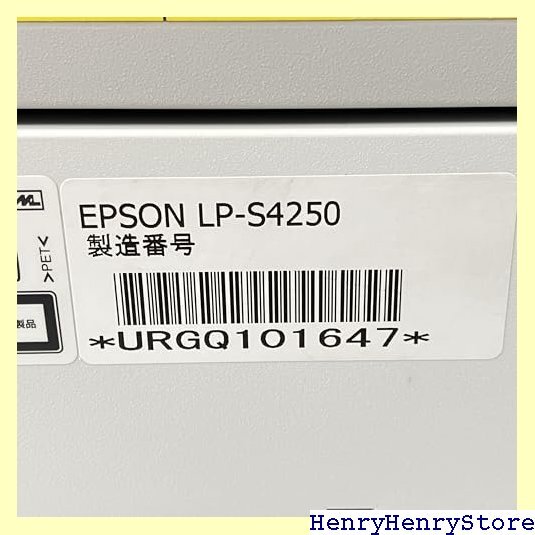 EPSON LP-S4250
製造番号
*URGQ101647*
>PET<
製品
HenryHenryStore